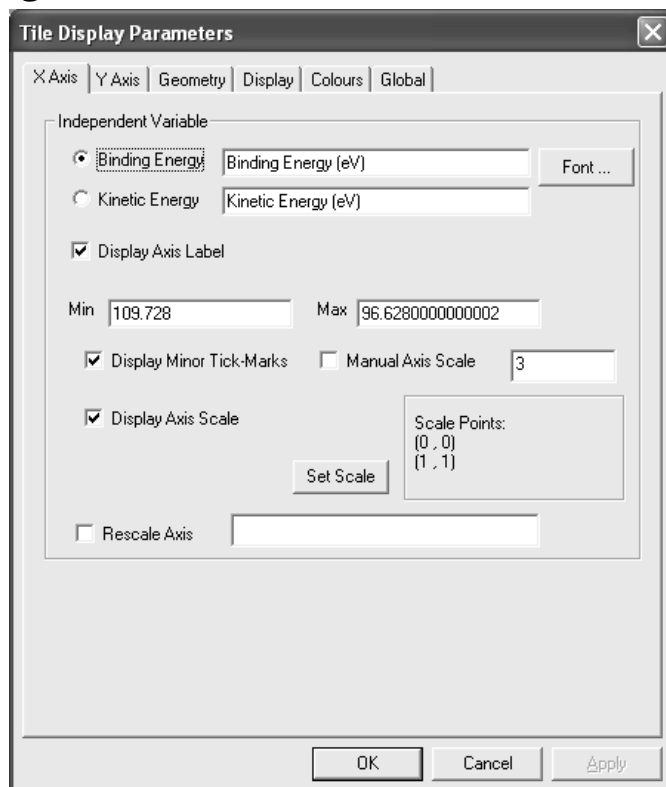 Tile Display Parameters
X Axis Y Axis Geometry Display Colours Global
Independent Variable
Binding Energy Binding Energy (eV) Font ...
Kinetic Energy Kinetic Energy (eV)
Display Axis Label
Min 109.728 Max 96.6280000000002
Display Minor Tick-Marks Manual Axis Scale 3
Display Axis Scale
Scale Points:
(0 , 0)
(1 , 1)
Set Scale
Rescale Axis
OK Cancel Apply